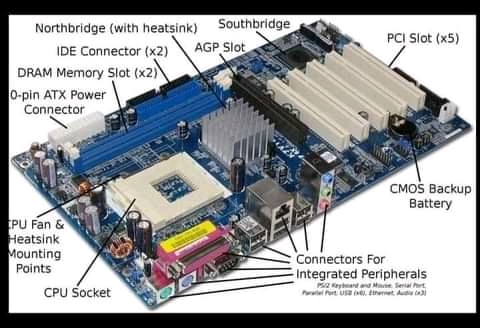 Northbridge (with heatsink)
Southbridge
IDE Connector (x2)
AGP Slot
PCI Slot (x5)
DRAM Memory Slot (x2)
0-pin ATX Power
Connector
CMOS Backup
Battery
CPU Fan &
Heatsink
Mounting
Points
CPU Socket
Connectors For
Integrated Peripherals
PS/2 Keyboard and Mouse, Serial Port,
Parallel Port, USB (x6), Ethernet, Audio (x3)